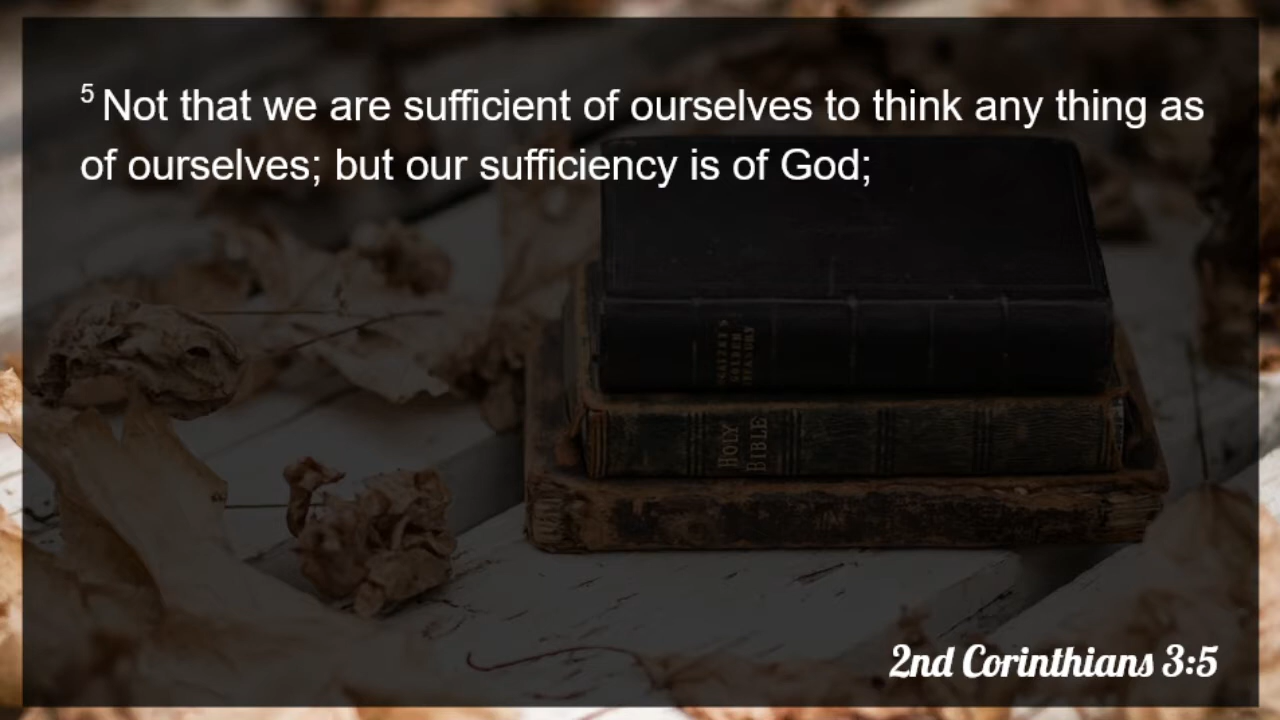 5 Not that we are sufficient of ourselves to think any thing as
of ourselves; but our sufficiency is of God;
HOLY
BIBLE
2nd Corinthians 3:5